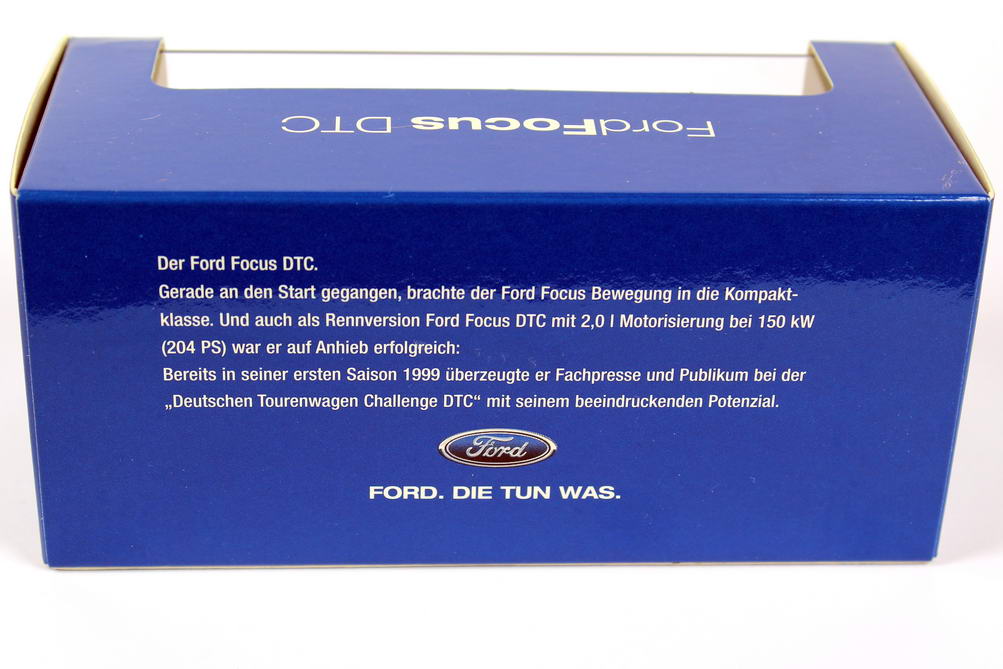 FordFocus DTC
Der Ford Focus DTC.
Gerade an den Start gegangen, brachte der Ford Focus Bewegung in die Kompakt-
klasse. Und auch als Rennversion Ford Focus DTC mit 2,0 l Motorisierung bei 150 kW
(204 PS) war er auf Anhieb erfolgreich:
Bereits in seiner ersten Saison 1999 überzeugte er Fachpresse und Publikum bei der
„Deutschen Tourenwagen Challenge DTC“ mit seinem beeindruckenden Potenzial.
Ford
FORD. DIE TUN WAS.